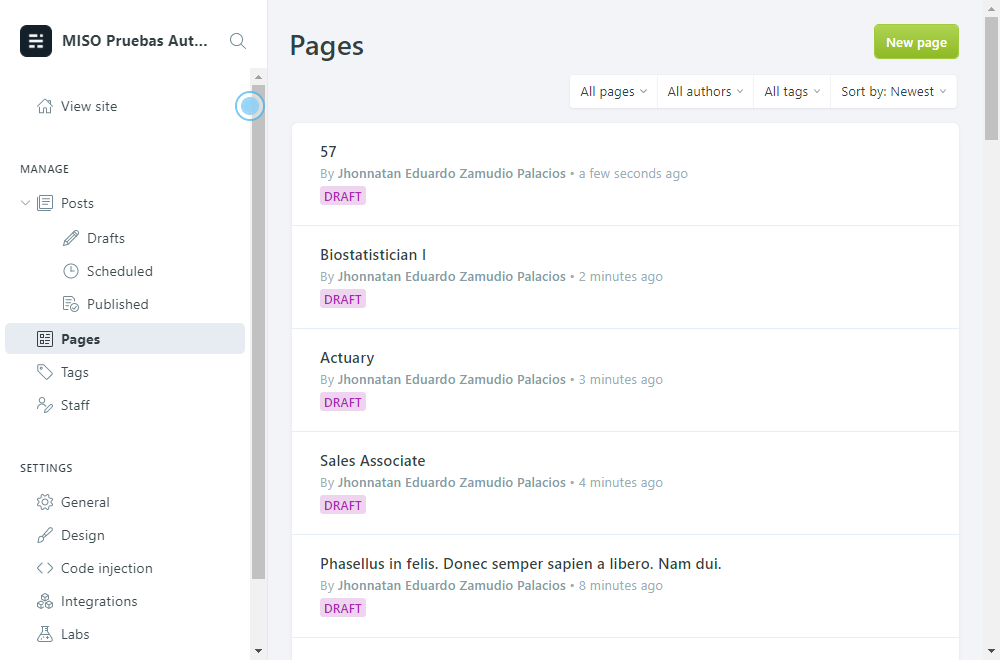 MISO Pruebas Aut...
View site
MANAGE
Posts
Drafts
Scheduled
Published
Pages
Tags
Staff
SETTINGS
General
Design
Code injection
Integrations
Labs
Pages
New page
All pages
All authors
All tags
Sort by: Newest
57
By Jhonnatan Eduardo Zamudio Palacios • a few seconds ago
DRAFT
Biostatistician I
By Jhonnatan Eduardo Zamudio Palacios • 2 minutes ago
DRAFT
Actuary
By Jhonnatan Eduardo Zamudio Palacios • 3 minutes ago
DRAFT
Sales Associate
By Jhonnatan Eduardo Zamudio Palacios • 4 minutes ago
DRAFT
Phasellus in felis. Donec semper sapien a libero. Nam dui.
By Jhonnatan Eduardo Zamudio Palacios • 8 minutes ago
DRAFT